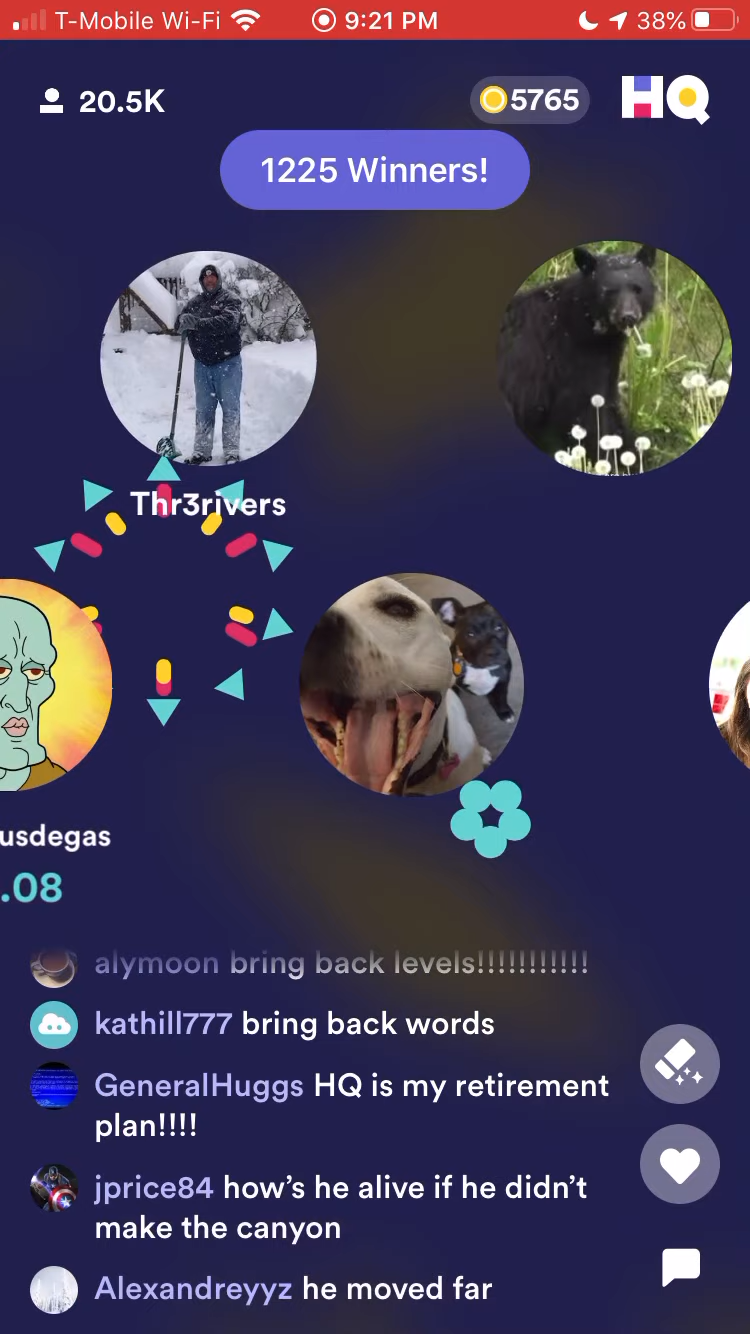 T-Mobile Wi-Fi 9:21 PM 38%
20.5K 5765 HQ
1225 Winners!
Thr3rivers
usdegas
.08
alymoon bring back levels!!!!!!!!!!!
kathill777 bring back words
GeneralHuggs HQ is my retirement
plan!!!!
jprice84 how’s he alive if he didn’t
make the canyon
Alexandreyyz he moved far